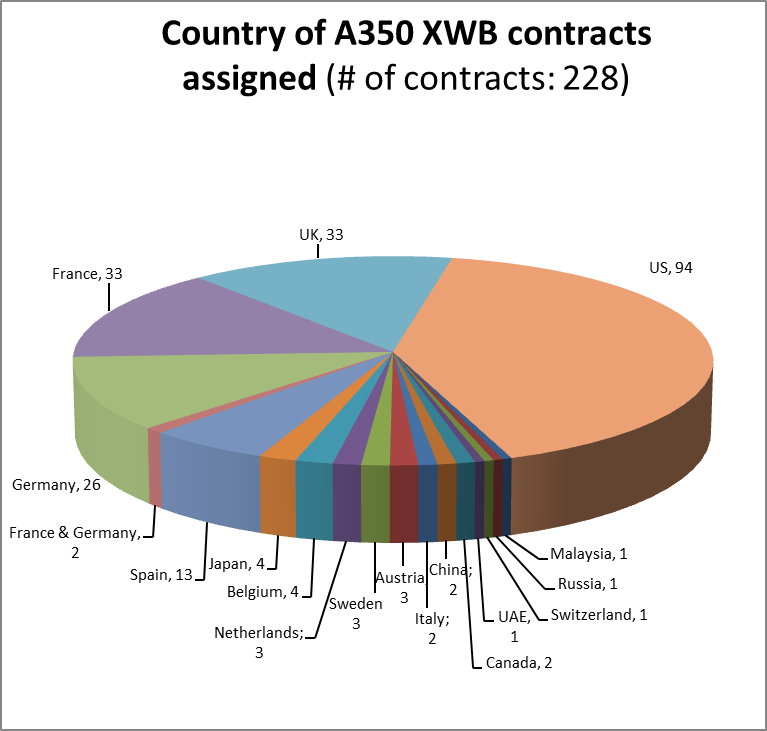 Country of A350 XWB contracts
assigned (# of contracts: 228)
UK, 33
US, 94
France, 33
Germany, 26
France & Germany,
2
Spain, 13
Japan, 4
Belgium, 4
Netherlands;
3
Sweden
3
Austria
3
Italy;
2
China;
2
Canada, 2
UAE,
1
Switzerland, 1
Russia, 1
Malaysia, 1